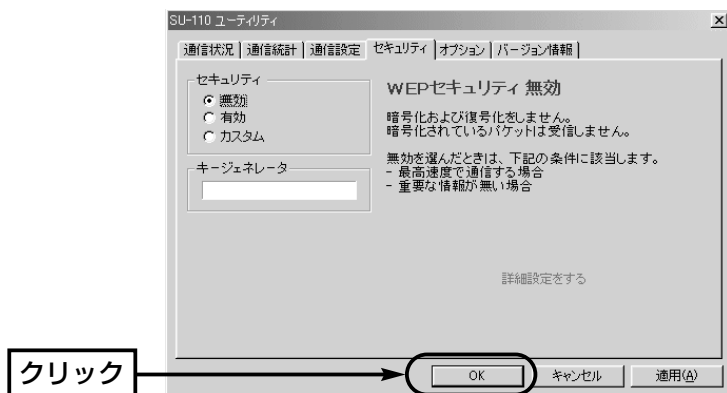 SU-110 ユーティリティ
通信状況 通信統計 通信設定 セキュリティ オプション バージョン情報
セキュリティ
無効
有効
カスタム
キージェネレータ
WEPセキュリティ 無効
暗号化および復号化をしません。
暗号化されているパケットは受信しません。
無効を選んだときは、下記の条件に該当します。
- 最高速度で通信する場合
- 重要な情報が無い場合
詳細設定をする
クリック
OK キャンセル 適用(A)